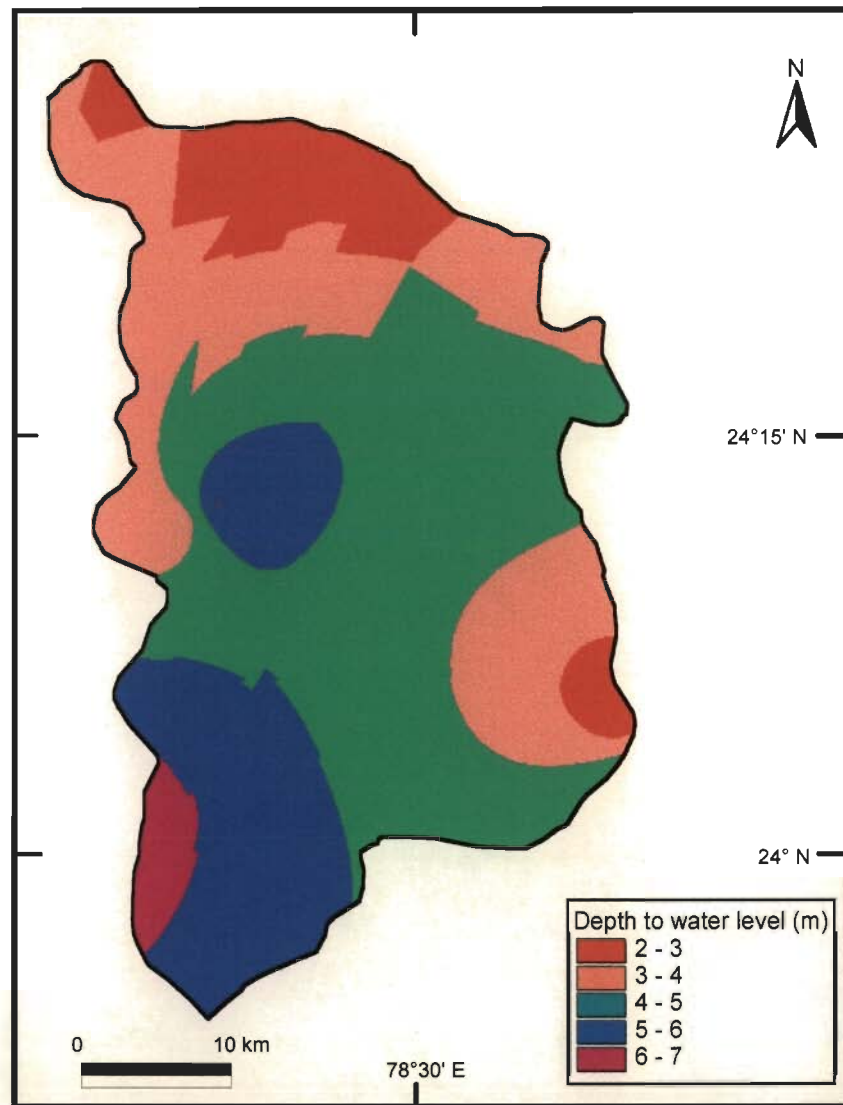 N
24°15' N
24° N
Depth to water level (m)
2 - 3
3 - 4
4 - 5
5 - 6
6 - 7
0 10 km
78°30' E